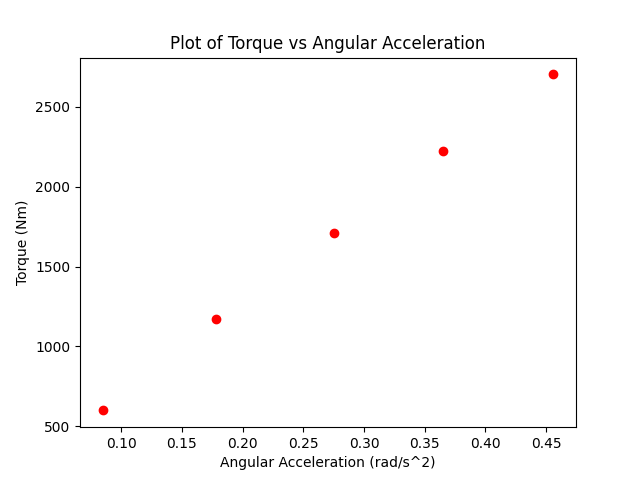 Plot of Torque vs Angular Acceleration
2500
2000
1500
1000
500
Torque (Nm)
0.10 0.15 0.20 0.25 0.30 0.35 0.40 0.45
Angular Acceleration (rad/s^2)